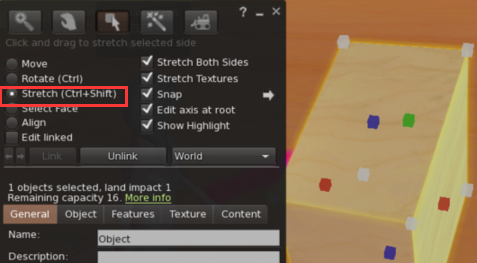 ? _ ×
Click and drag to stretch selected side
Move
Rotate (Ctrl)
Stretch (Ctrl+Shift)
Select Face
Align
Edit linked
Stretch Both Sides
Stretch Textures
Snap
Edit axis at root
Show Highlight
Link Unlink World
1 objects selected, land impact 1
Remaining capacity 16. More info
General Object Features Texture Content
Name: Object
Description: